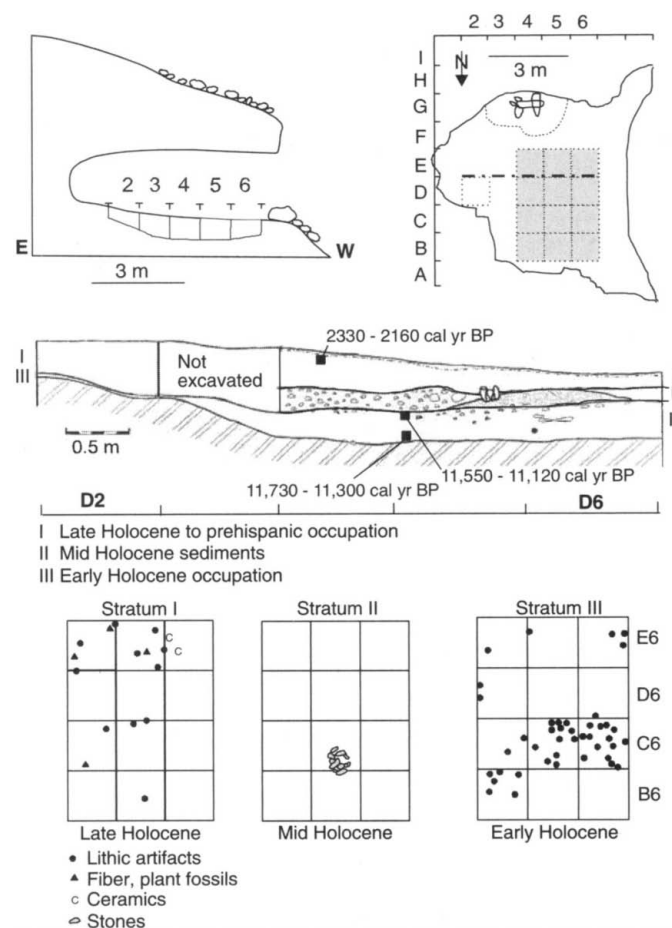 2 3 4 5 6
E
W
3 m
2 3 4 5 6
I
H
G
F
E
D
C
B
A
N
3 m
I
III
Not
excavated
2330 - 2160 cal yr BP
0.5 m
11,730 - 11,300 cal yr BP
11,550 - 11,120 cal yr BP
D2
D6
I Late Holocene to prehispanic occupation
II Mid Holocene sediments
III Early Holocene occupation
Stratum I
Stratum II
Stratum III
C
C
E6
D6
C6
B6
Late Holocene
Mid Holocene
Early Holocene
Lithic artifacts
Fiber, plant fossils
C Ceramics
Stones